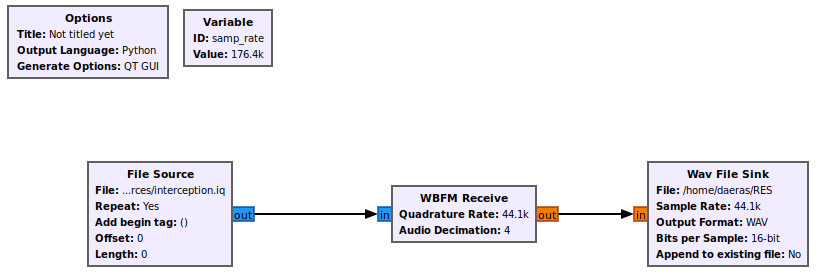 Options
Title: Not titled yet
Output Language: Python
Generate Options: QT GUI
Variable
ID: samp_rate
Value: 176.4k
File Source
File: ...rces/interception.iq
Repeat: Yes
Add begin tag: ()
Offset: 0
Length: 0
out
in
WBFM Receive
Quadrature Rate: 44.1k
Audio Decimation: 4
out
in
Wav File Sink
File: /home/daeras/RES
Sample Rate: 44.1k
Output Format: WAV
Bits per Sample: 16-bit
Append to existing file: No